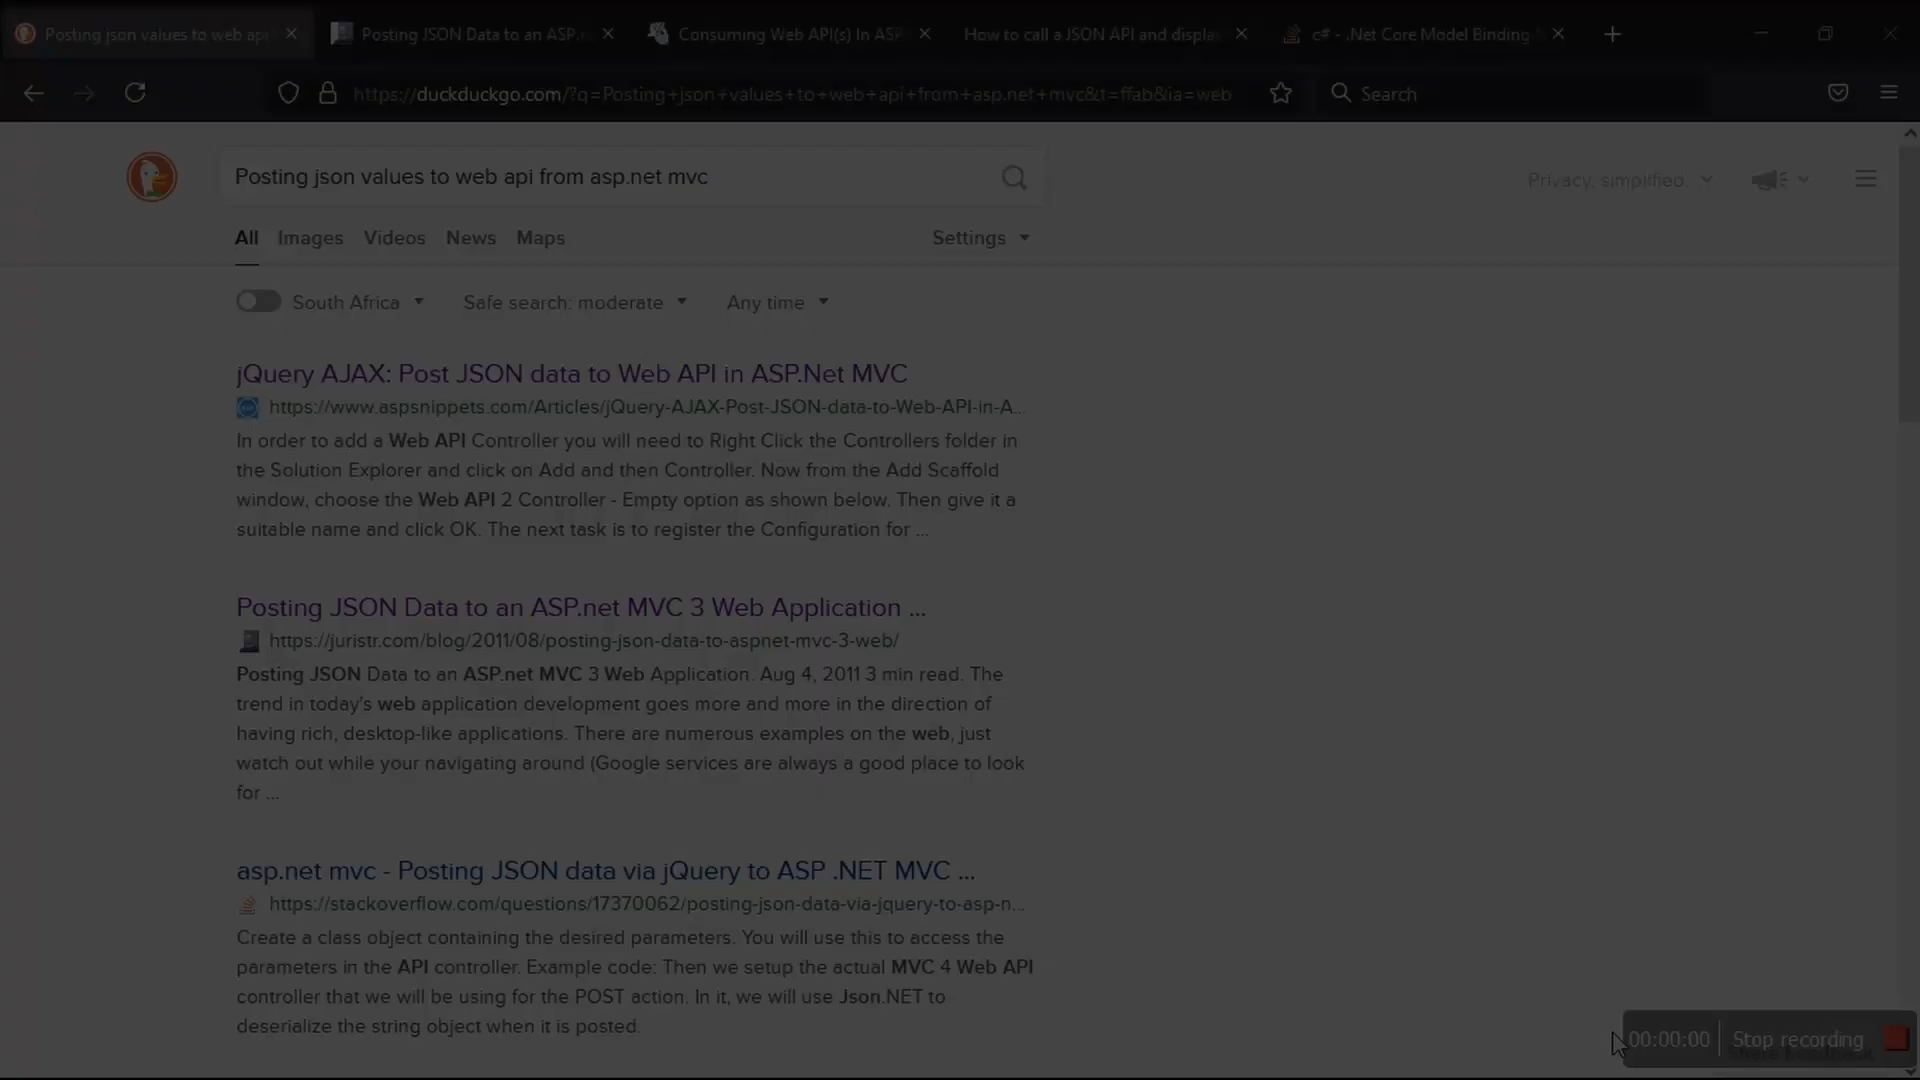 Posting json values to web api
Posting JSON Data to an ASP.
Consuming Web API(s) In ASP
How to call a JSON API and displa
c# - .Net Core Model Binding
https://duckduckgo.com/?q=Posting+json+values+to+web+api+from+asp.net+mvc&t=ffab&ia=web
Search
Posting json values to web api from asp.net mvc
Privacy, simplified.
All Images Videos News Maps Settings
South Africa Safe search: moderate Any time
jQuery AJAX: Post JSON data to Web API in ASP.Net MVC
https://www.aspsnippets.com/Articles/jQuery-AJAX-Post-JSON-data-to-Web-API-in-A...
In order to add a Web API Controller you will need to Right Click the Controllers folder in
the Solution Explorer and click on Add and then Controller. Now from the Add Scaffold
window, choose the Web API 2 Controller - Empty option as shown below. Then give it a
suitable name and click OK. The next task is to register the Configuration for ...
Posting JSON Data to an ASP.net MVC 3 Web Application ...
https://juristr.com/blog/2011/08/posting-json-data-to-aspnet-mvc-3-web/
Posting JSON Data to an ASP.net MVC 3 Web Application. Aug 4, 2011 3 min read. The
trend in today's web application development goes more and more in the direction of
having rich, desktop-like applications. There are numerous examples on the web, just
watch out while your navigating around (Google services are always a good place to look
for ...
asp.net mvc - Posting JSON data via jQuery to ASP .NET MVC ...
https://stackoverflow.com/questions/17370062/posting-json-data-via-jquery-to-asp-n...
Create a class object containing the desired parameters. You will use this to access the
parameters in the API controller. Example code: Then we setup the actual MVC 4 Web API
controller that we will be using for the POST action. In it, we will use Json.NET to
deserialize the string object when it is posted.
00:00:00 Stop recording